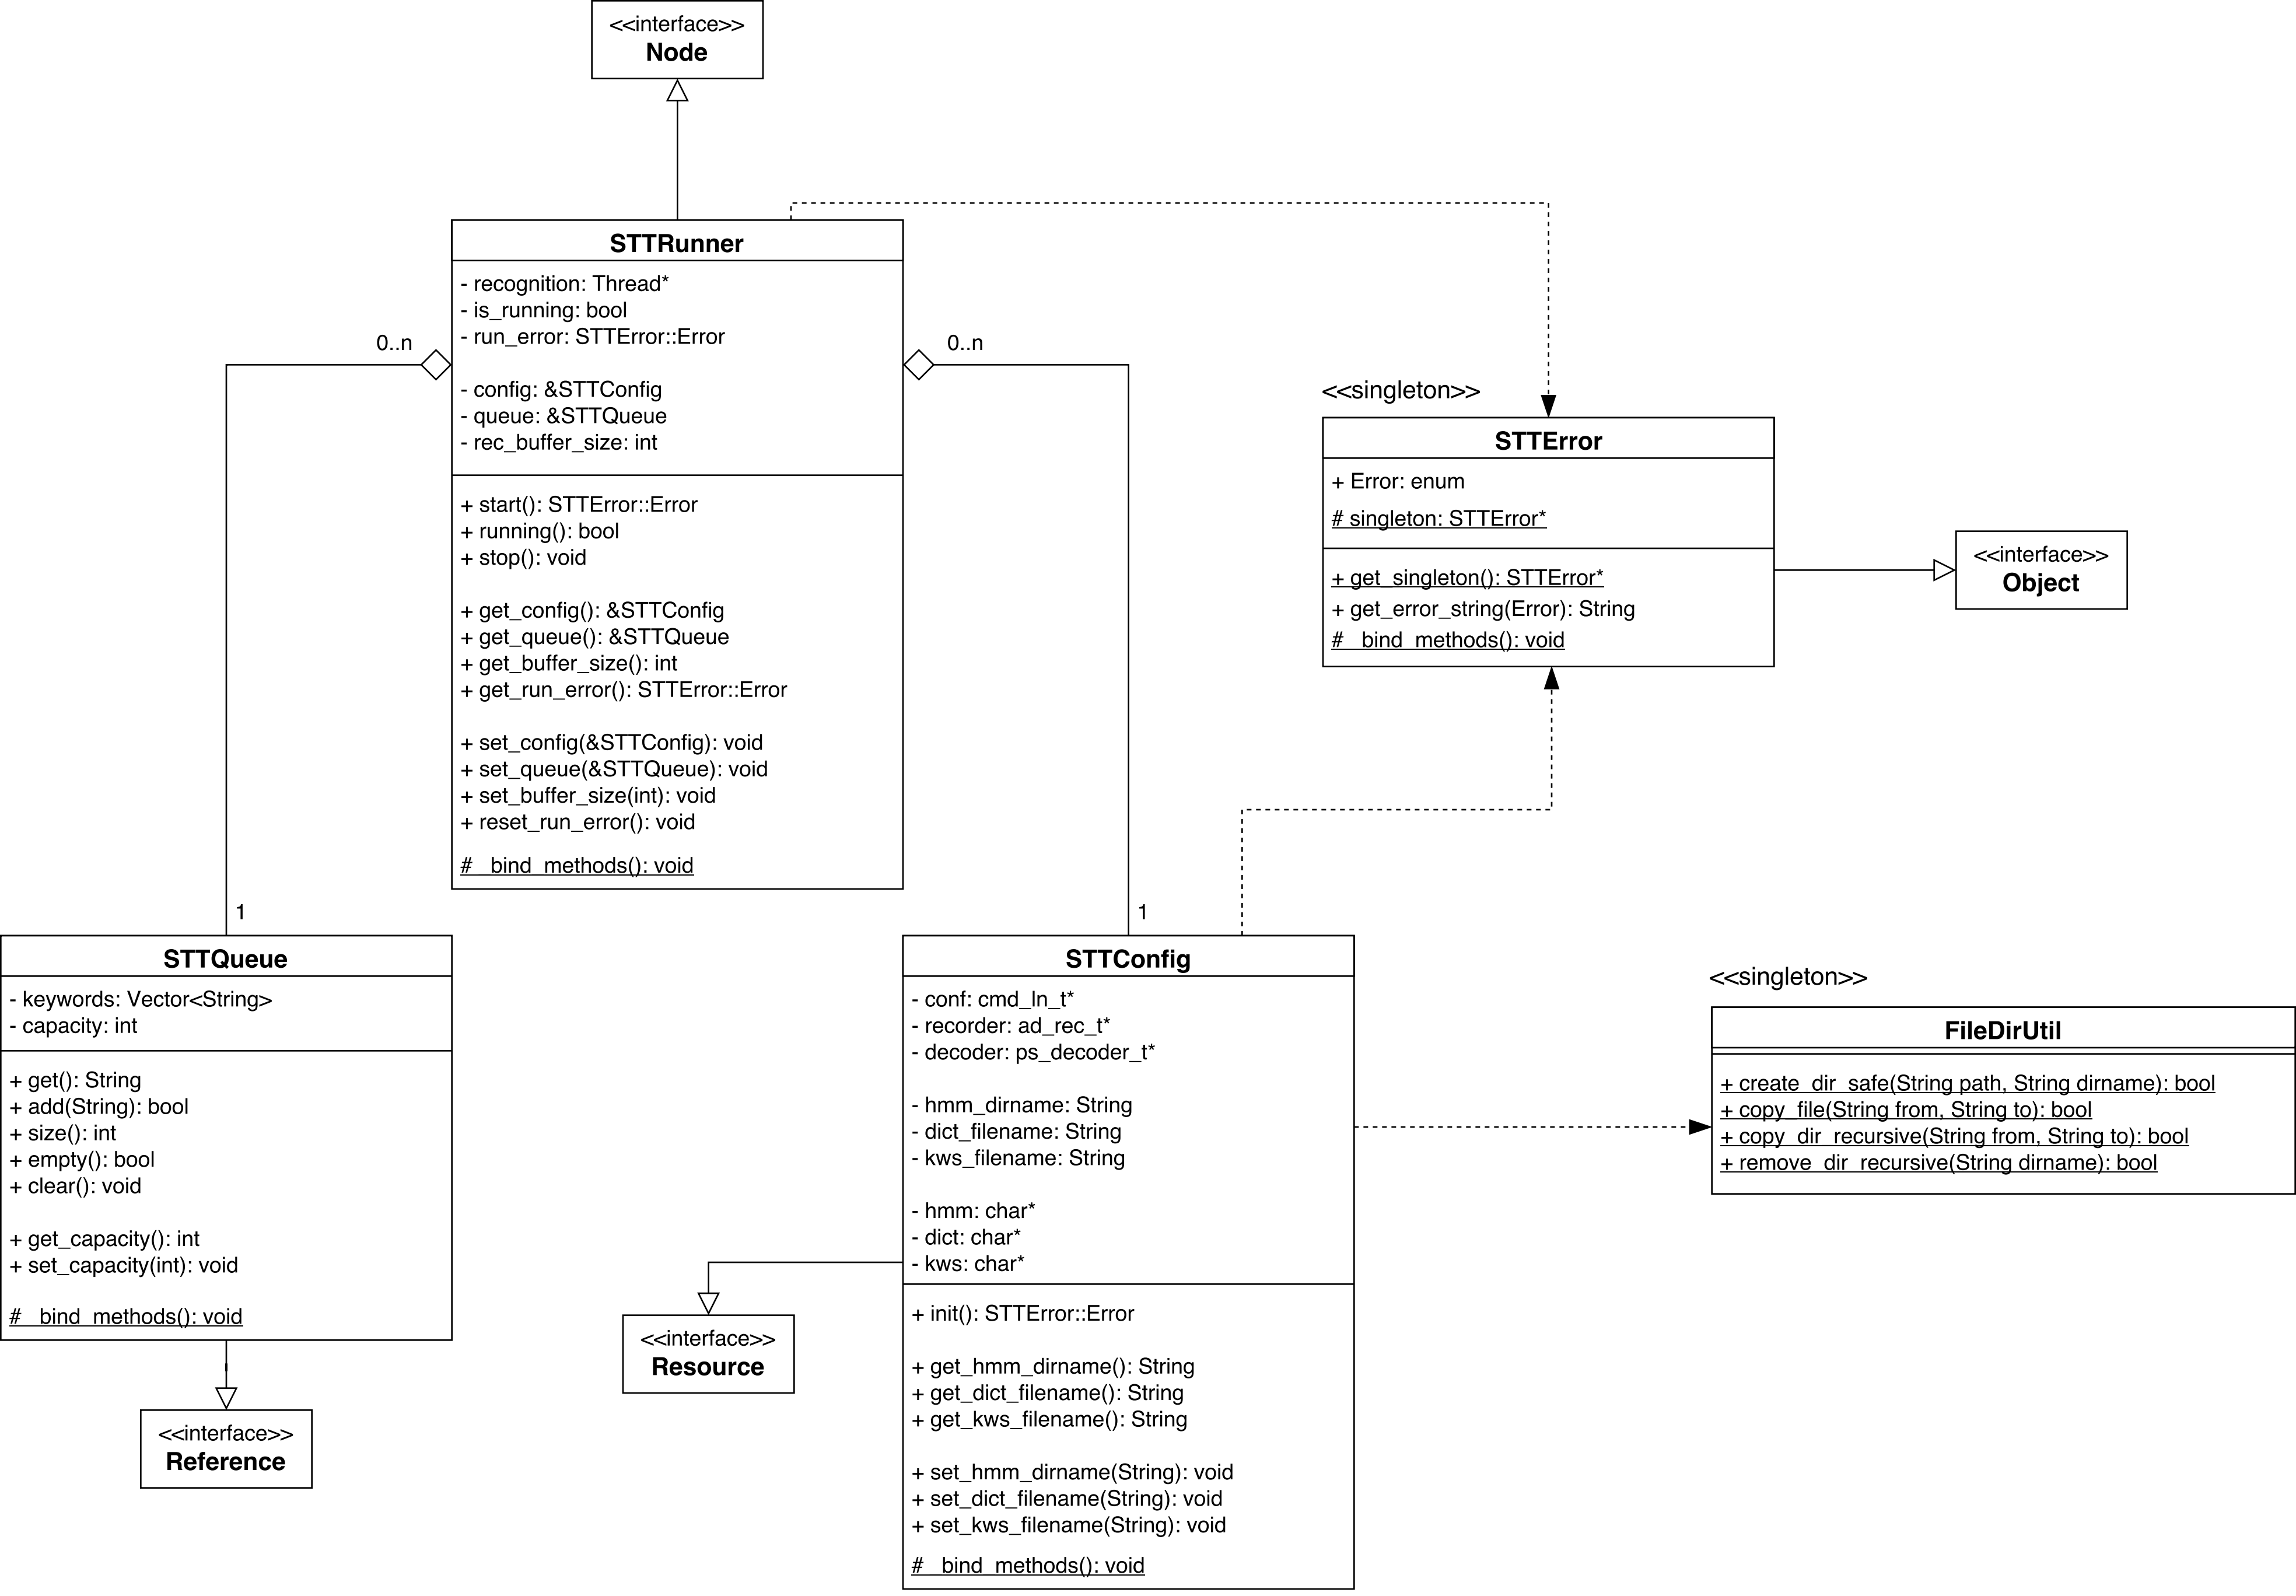 <<interface>>
Node
STTRunner
- recognition: Thread*
- is_running: bool
- run_error: STTError::Error
- config: &STTConfig
- queue: &STTQueue
- rec_buffer_size: int
+ start(): STTError::Error
+ running(): bool
+ stop(): void
+ get_config(): &STTConfig
+ get_queue(): &STTQueue
+ get_buffer_size(): int
+ get_run_error(): STTError::Error
+ set_config(&STTConfig): void
+ set_queue(&STTQueue): void
+ set_buffer_size(int): void
+ reset_run_error(): void
# _bind_methods(): void
0..n
0..n
1
1
<<singleton>>
STTError
+ Error: enum
# singleton: STTError*
+ get_singleton(): STTError*
+ get_error_string(Error): String
# _bind_methods(): void
<<interface>>
Object
STTQueue
- keywords: Vector<String>
- capacity: int
+ get(): String
+ add(String): bool
+ size(): int
+ empty(): bool
+ clear(): void
+ get_capacity(): int
+ set_capacity(int): void
# _bind_methods(): void
<<interface>>
Reference
STTConfig
- conf: cmd_ln_t*
- recorder: ad_rec_t*
- decoder: ps_decoder_t*
- hmm_dirname: String
- dict_filename: String
- kws_filename: String
- hmm: char*
- dict: char*
- kws: char*
+ init(): STTError::Error
+ get_hmm_dirname(): String
+ get_dict_filename(): String
+ get_kws_filename(): String
+ set_hmm_dirname(String): void
+ set_dict_filename(String): void
+ set_kws_filename(String): void
# _bind_methods(): void
<<interface>>
Resource
<<singleton>>
FileDirUtil
+ create_dir_safe(String path, String dirname): bool
+ copy_file(String from, String to): bool
+ copy_dir_recursive(String from, String to): bool
+ remove_dir_recursive(String dirname): bool